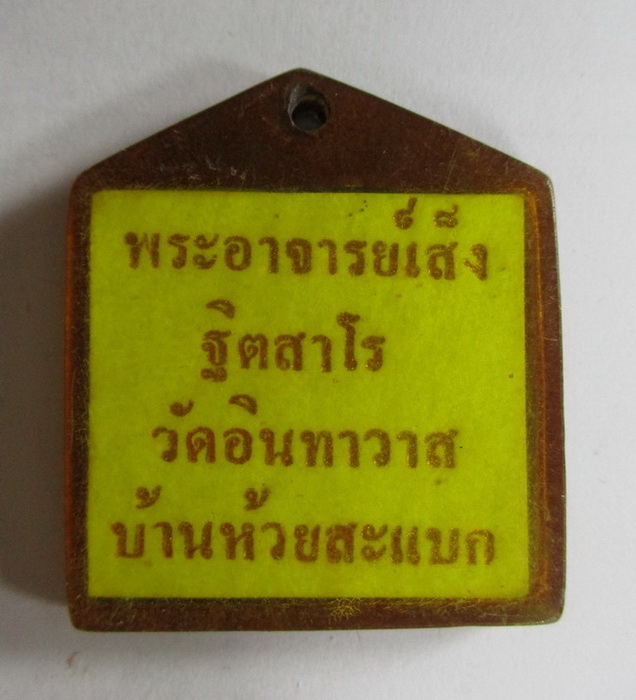 พระอาจารย์เส็ง
ฐิตสาโร
วัดอินทาวาส
บ้านห้วยสะแบก